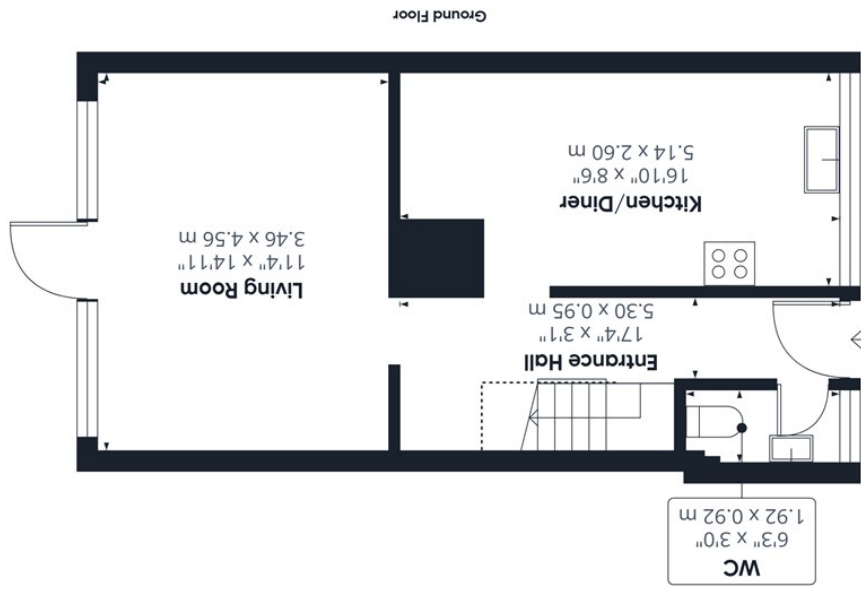 WC
6'3" x 3'0"
1.92 x 0.92 m
Entrance Hall
17'4" x 3'1"
5.30 x 0.95 m
Living Room
11'4" x 14'11"
3.46 x 4.56 m
Kitchen/Diner
16'10" x 8'6"
5.14 x 2.60 m
Ground Floor